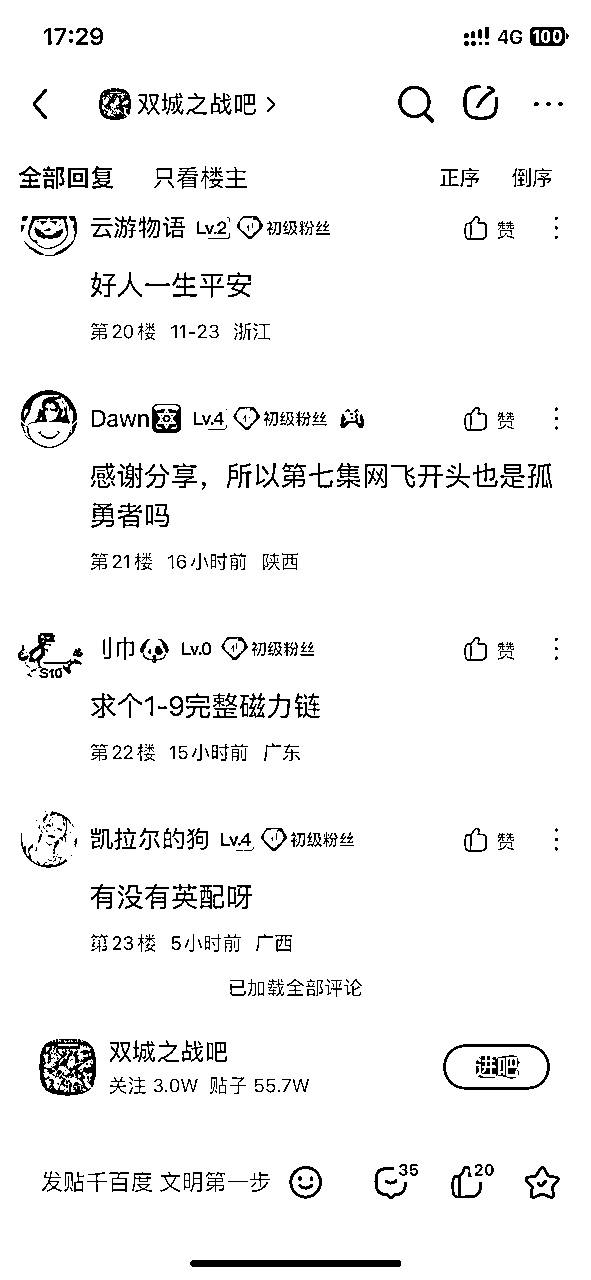 17:29 4G 100
双城之战吧
全部回复 只看楼主 正序 倒序
云游物语 Lv.2 初级粉丝 赞
好人一生平安
第20楼 11-23 浙江
Dawn Lv.4 初级粉丝 赞
感谢分享，所以第七集网飞开头也是孤
勇者吗
第21楼 16小时前 陕西
刂巾 Lv.0 初级粉丝 赞
S10
求个1-9完整磁力链
第22楼 15小时前 广东
凯拉尔的狗 Lv.4 初级粉丝 赞
有没有英配呀
第23楼 5小时前 广西
已加载全部评论
双城之战吧
关注 3.0W 贴子 55.7W
进吧
发贴千百度 文明第一步 35 20